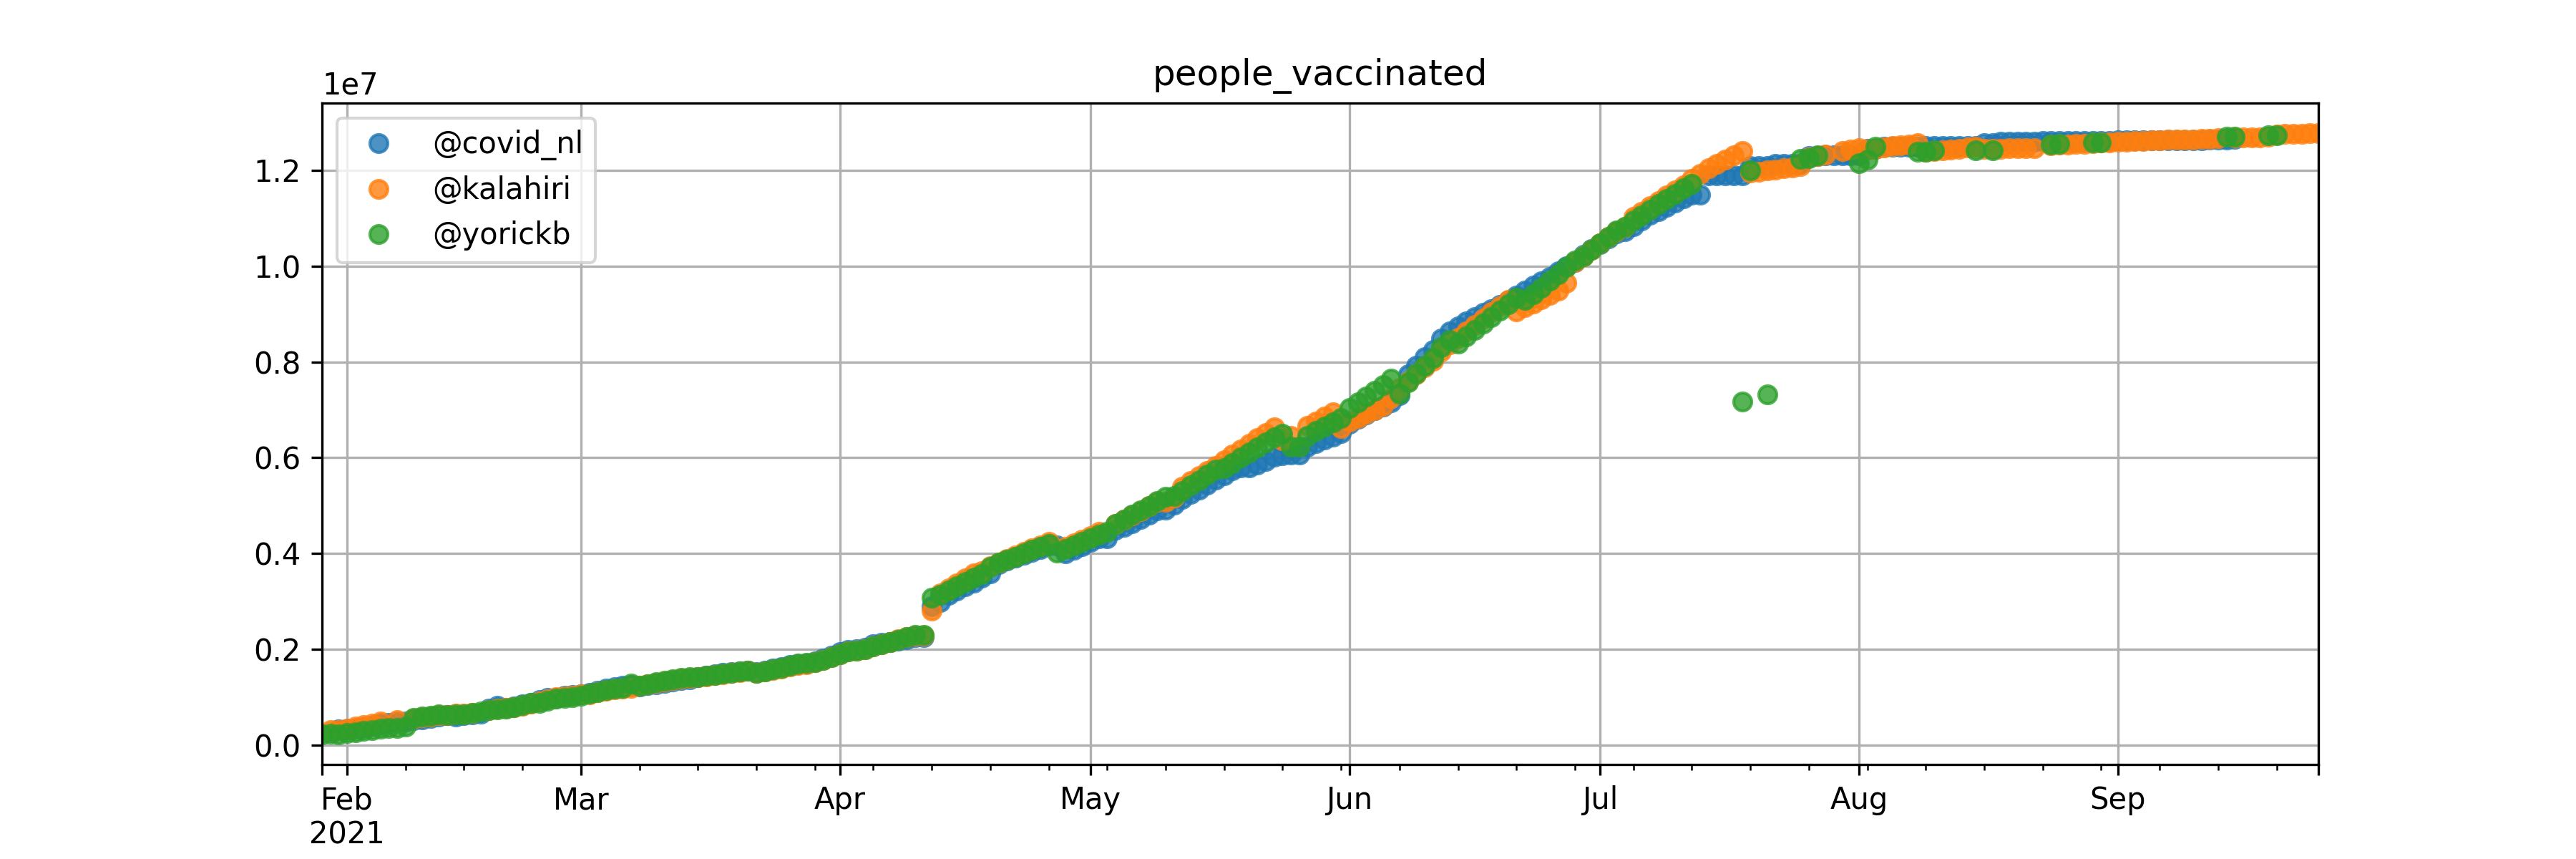 people_vaccinated
1e7
@covid_nl
@kalahiri
@yorickb
1.2
1.0
0.8
0.6
0.4
0.2
0.0
Feb Mar Apr May Jun Jul Aug Sep
2021